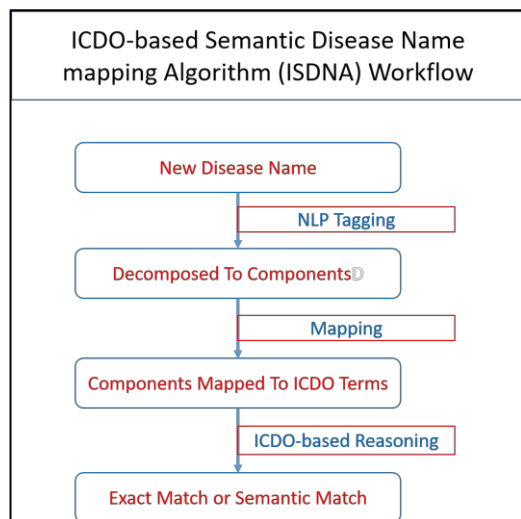 ICDO-based Semantic Disease Name
mapping Algorithm (ISDNA) Workflow
New Disease Name
NLP Tagging
Decomposed To ComponentsD
Mapping
Components Mapped To ICDO Terms
ICDO-based Reasoning
Exact Match or Semantic Match